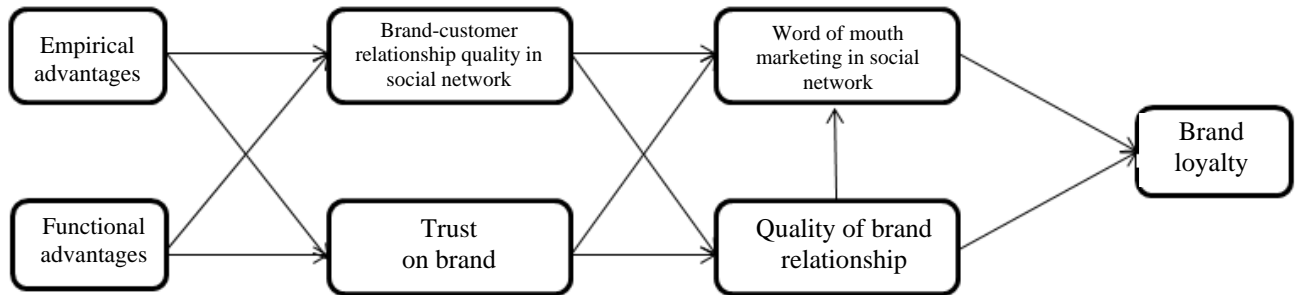 Empirical
advantages
Brand-customer
relationship quality in
social network
Word of mouth
marketing in social
network
Brand
loyalty
Functional
advantages
Trust
on brand
Quality of brand
relationship